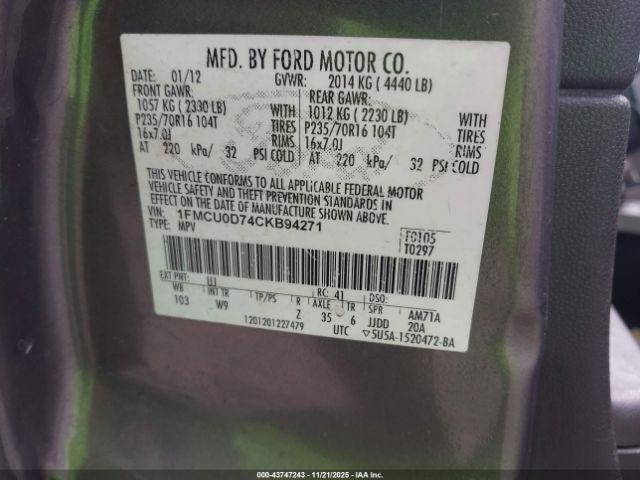 MFD. BY FORD MOTOR CO.
DATE: 01/12 GVWR: 2014 KG ( 4440 LB)
FRONT GAWR: REAR GAWR:
1057 KG ( 2330 LB) WITH 1012 KG ( 2230 LB) WITH
P235/70R16 104T TIRES P235/70R16 104T TIRES
16x7.0J RIMS 16x7.0J RIMS
AT 220 kPa/ 32 PSI COLD AT 220 kPa/ 32 PSI COLD
THIS VEHICLE CONFORMS TO ALL APPLICABLE FEDERAL MOTOR
VEHICLE SAFETY AND THEFT PREVENTION STANDARDS IN
EFFECT ON THE DATE OF MANUFACTURE SHOWN ABOVE.
VIN: 1FMCU0D74CKB94271
TYPE: MPV
F0105
T0297
EXT PNT: UJ RC: 41 DSO:
WB INT TR TP/PS R AXLE TR SPR AM71A
103 W9 Z 35 6 JJDD 20A
1201201227479 UTC ▽5U5A-1520472-BA
00-43747243 - 11/21/2025 - IAA Inc.